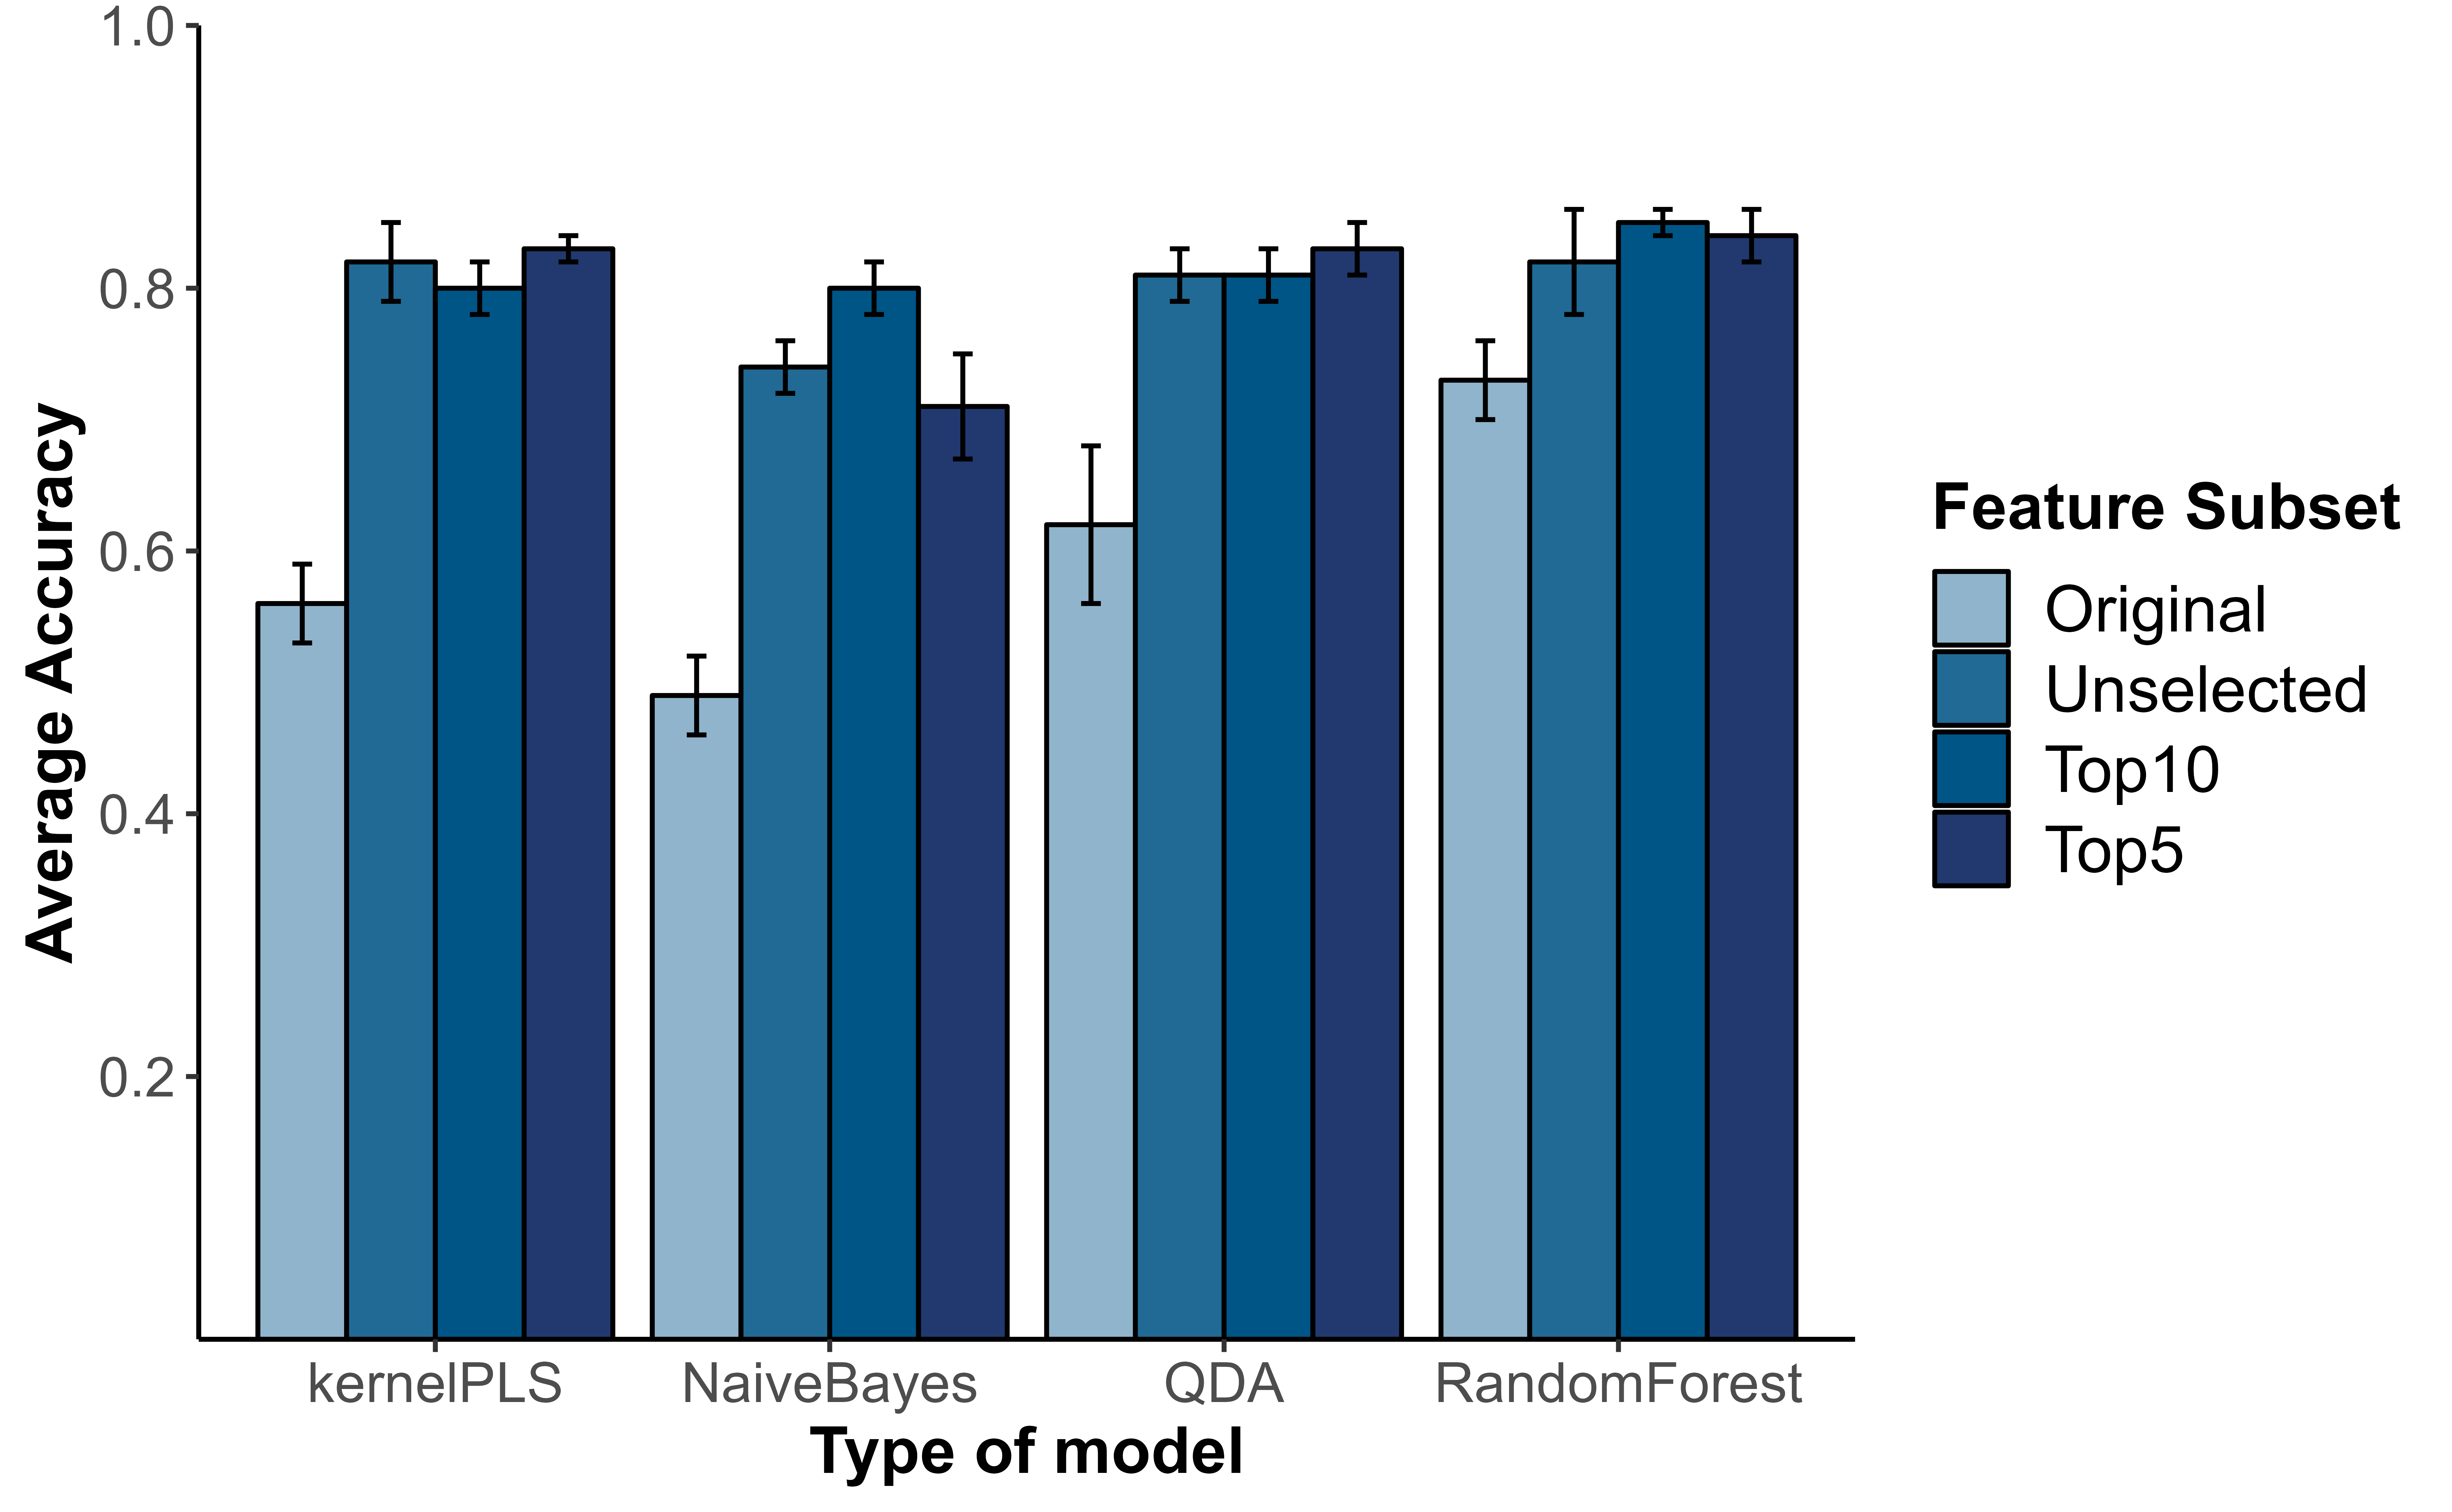 1.0
0.8
0.6
0.4
0.2
Average Accuracy
kernelPLS
NaiveBayes
QDA
RandomForest
Type of model
Feature Subset
Original
Unselected
Top10
Top5